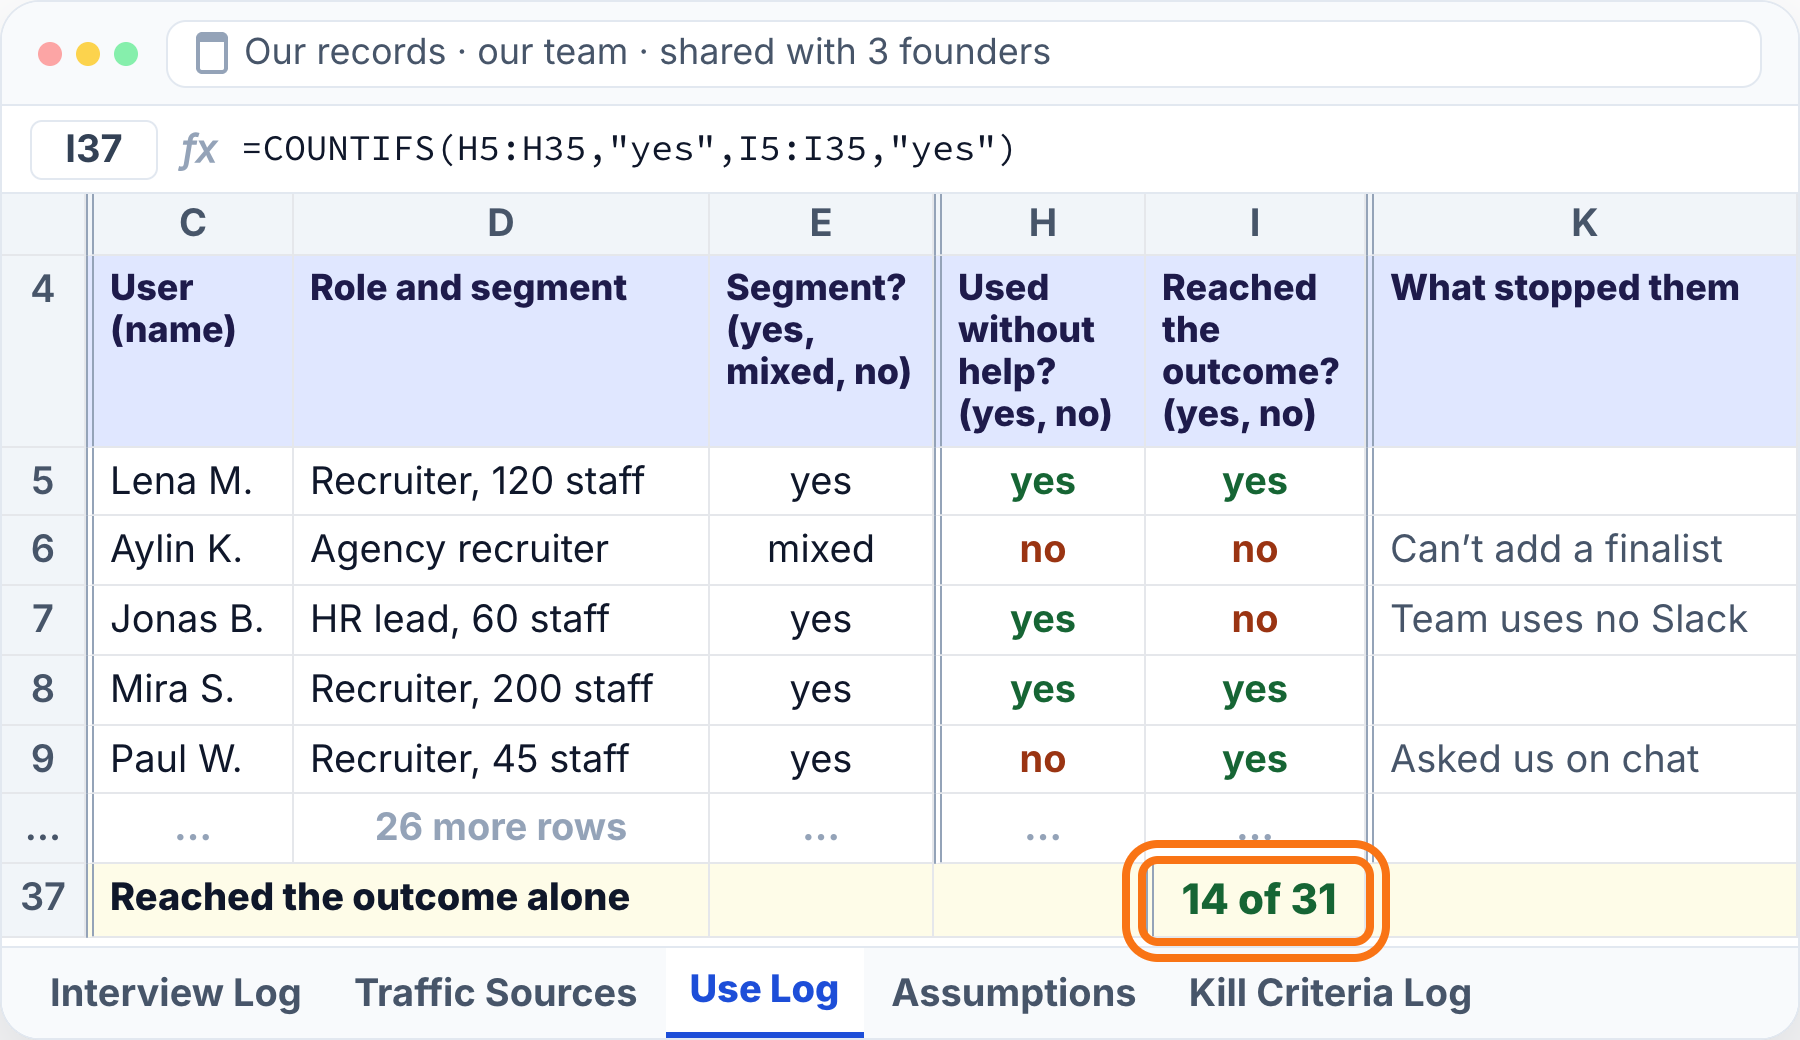 Our records · our team · shared with 3 founders
I37 fx =COUNTIFS(H5:H35,"yes",I5:I35,"yes")
C D E H I K
4 User (name) Role and segment Segment? (yes, mixed, no) Used without help? (yes, no) Reached the outcome? (yes, no) What stopped them
5 Lena M. Recruiter, 120 staff yes yes yes
6 Aylin K. Agency recruiter mixed no no Can’t add a finalist
7 Jonas B. HR lead, 60 staff yes yes no Team uses no Slack
8 Mira S. Recruiter, 200 staff yes yes yes
9 Paul W. Recruiter, 45 staff yes no yes Asked us on chat
... ... 26 more rows ... ... ...
37 Reached the outcome alone 14 of 31
Interview Log Traffic Sources Use Log Assumptions Kill Criteria Log